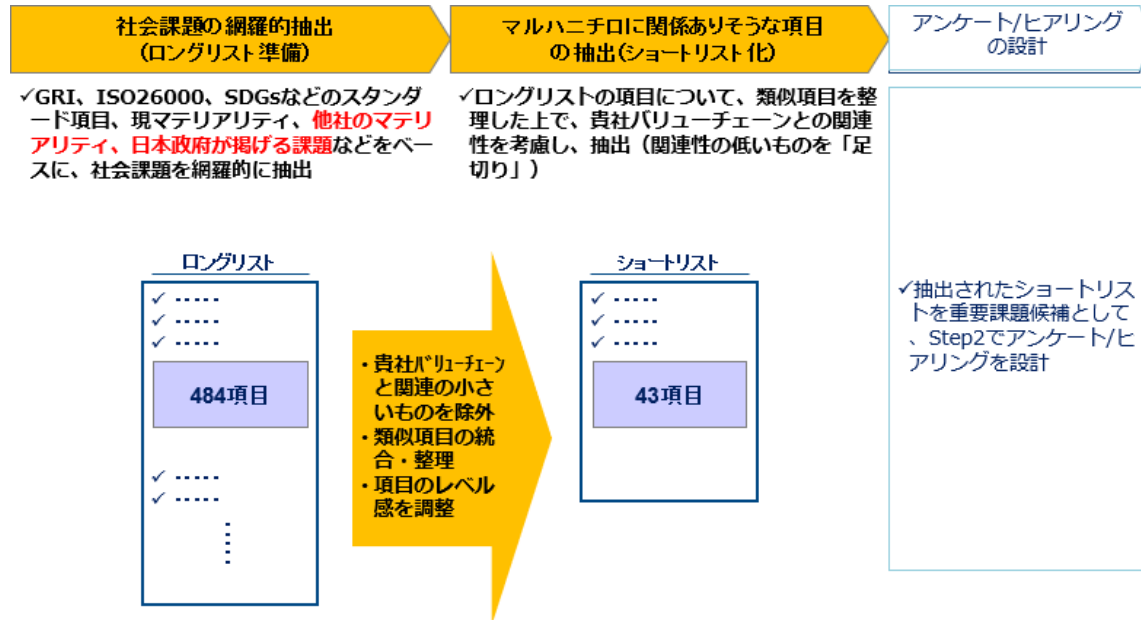 社会課題の網羅的抽出
(ロングリスト準備)
マルハニチロに関係ありそうな項目
の抽出(ショートリスト化)
アンケート/ヒアリング
の設計
✓GRI、ISO26000、SDGsなどのスタンダ
ード項目、現マテリアリティ、他社のマテリ
アリティ、日本政府が掲げる課題などをベー
スに、社会課題を網羅的に抽出
✓ロングリストの項目について、類似項目を整
理した上で、貴社バリューチェーンとの関連
性を考慮し、抽出（関連性の低いものを「足
切り」）
ロングリスト
✓ -----
✓ -----
✓ -----
484項目
✓ -----
✓ -----
・貴社バリューチェーン
と関連の小さ
いものを除外
・類似項目の統
合・整理
・項目のレベル
感を調整
ショートリスト
✓ -----
✓ -----
✓ -----
43項目
✓抽出されたショートリス
トを重要課題候補として
、Step2でアンケート/ヒ
アリングを設計